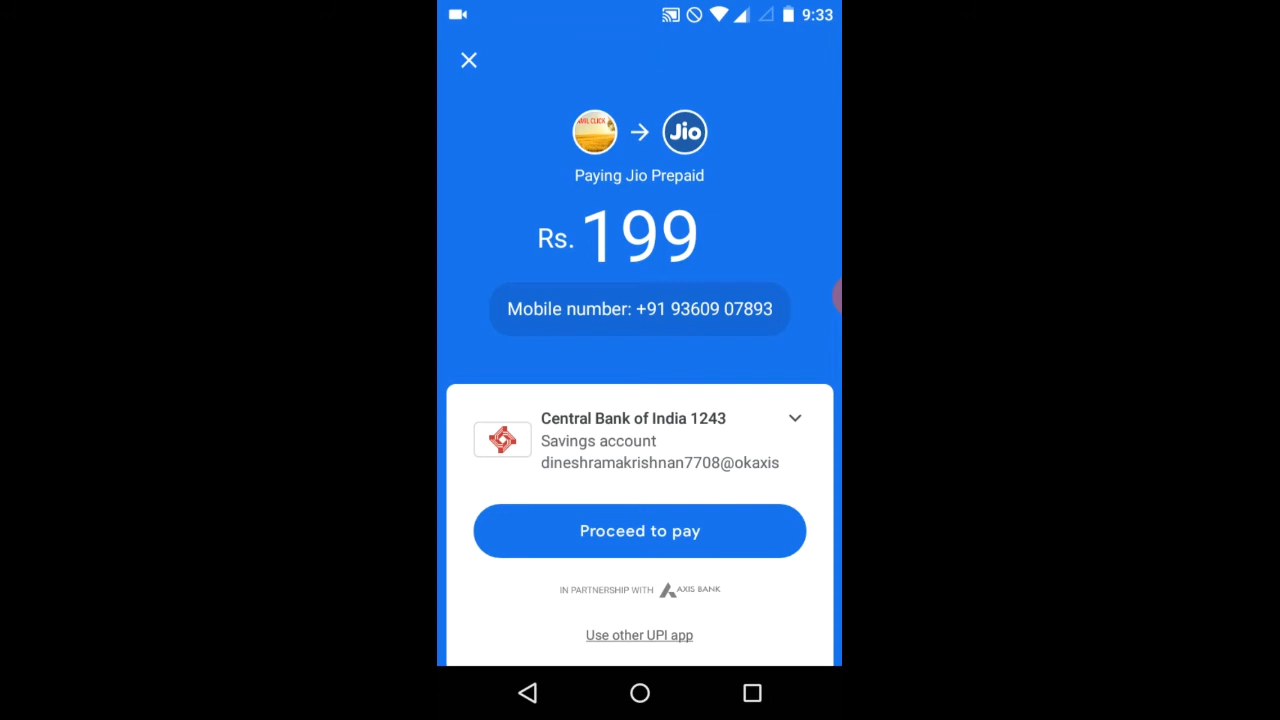 9:33
Jio
Paying Jio Prepaid
Rs. 199
Mobile number: +91 93609 07893
Central Bank of India 1243
Savings account
dineshramakrishnan7708@okaxis
Proceed to pay
IN PARTNERSHIP WITH AXIS BANK
Use other UPI app